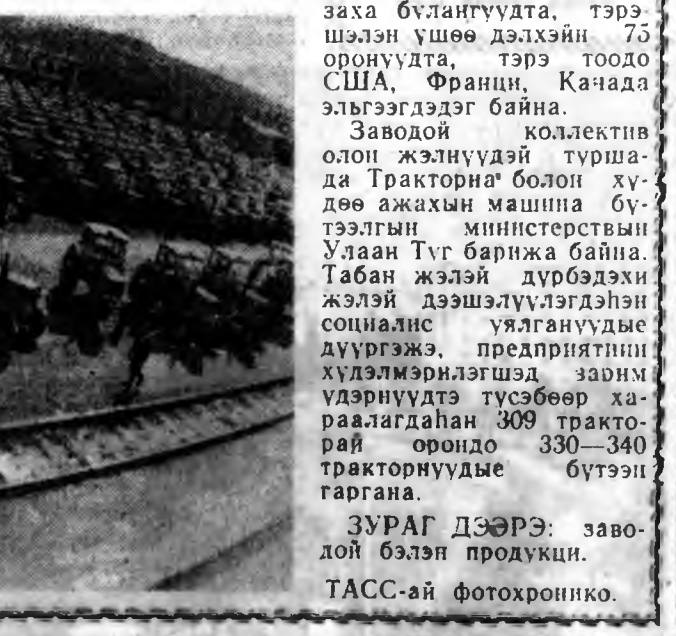 заха булангуудта, тэрэ-
шэлэн үшөө дэлхэйн 75
оронуудта, тэрэ тоодо
США, Франци, Канада
эльгээгдэдэг байна.
Заводой коллектив
олон жэлнүүдэй турша-
да Тракторна болон хү-
дөө ажахын машина бү-
тээлгын министерствын
Улаан Туг барижа байна.
Табан жэлэй дүрбэдэхи
жэлэй дээшэлүүлэгдэһэн
социалис уялгануудые
дүүргэжэ, предприятиин
хүдэлмэрилэгшэд зарим
үдэрнүүдтэ түсэбөөр ха-
раалагдаһан 309 тракто-
рай орондо 330—340
тракторнуудые бүтээн
гаргана.
ЗУРАГ ДЭЭРЭ: заво-
дой бэлэн продукци.
ТАСС-ай фотохронико.